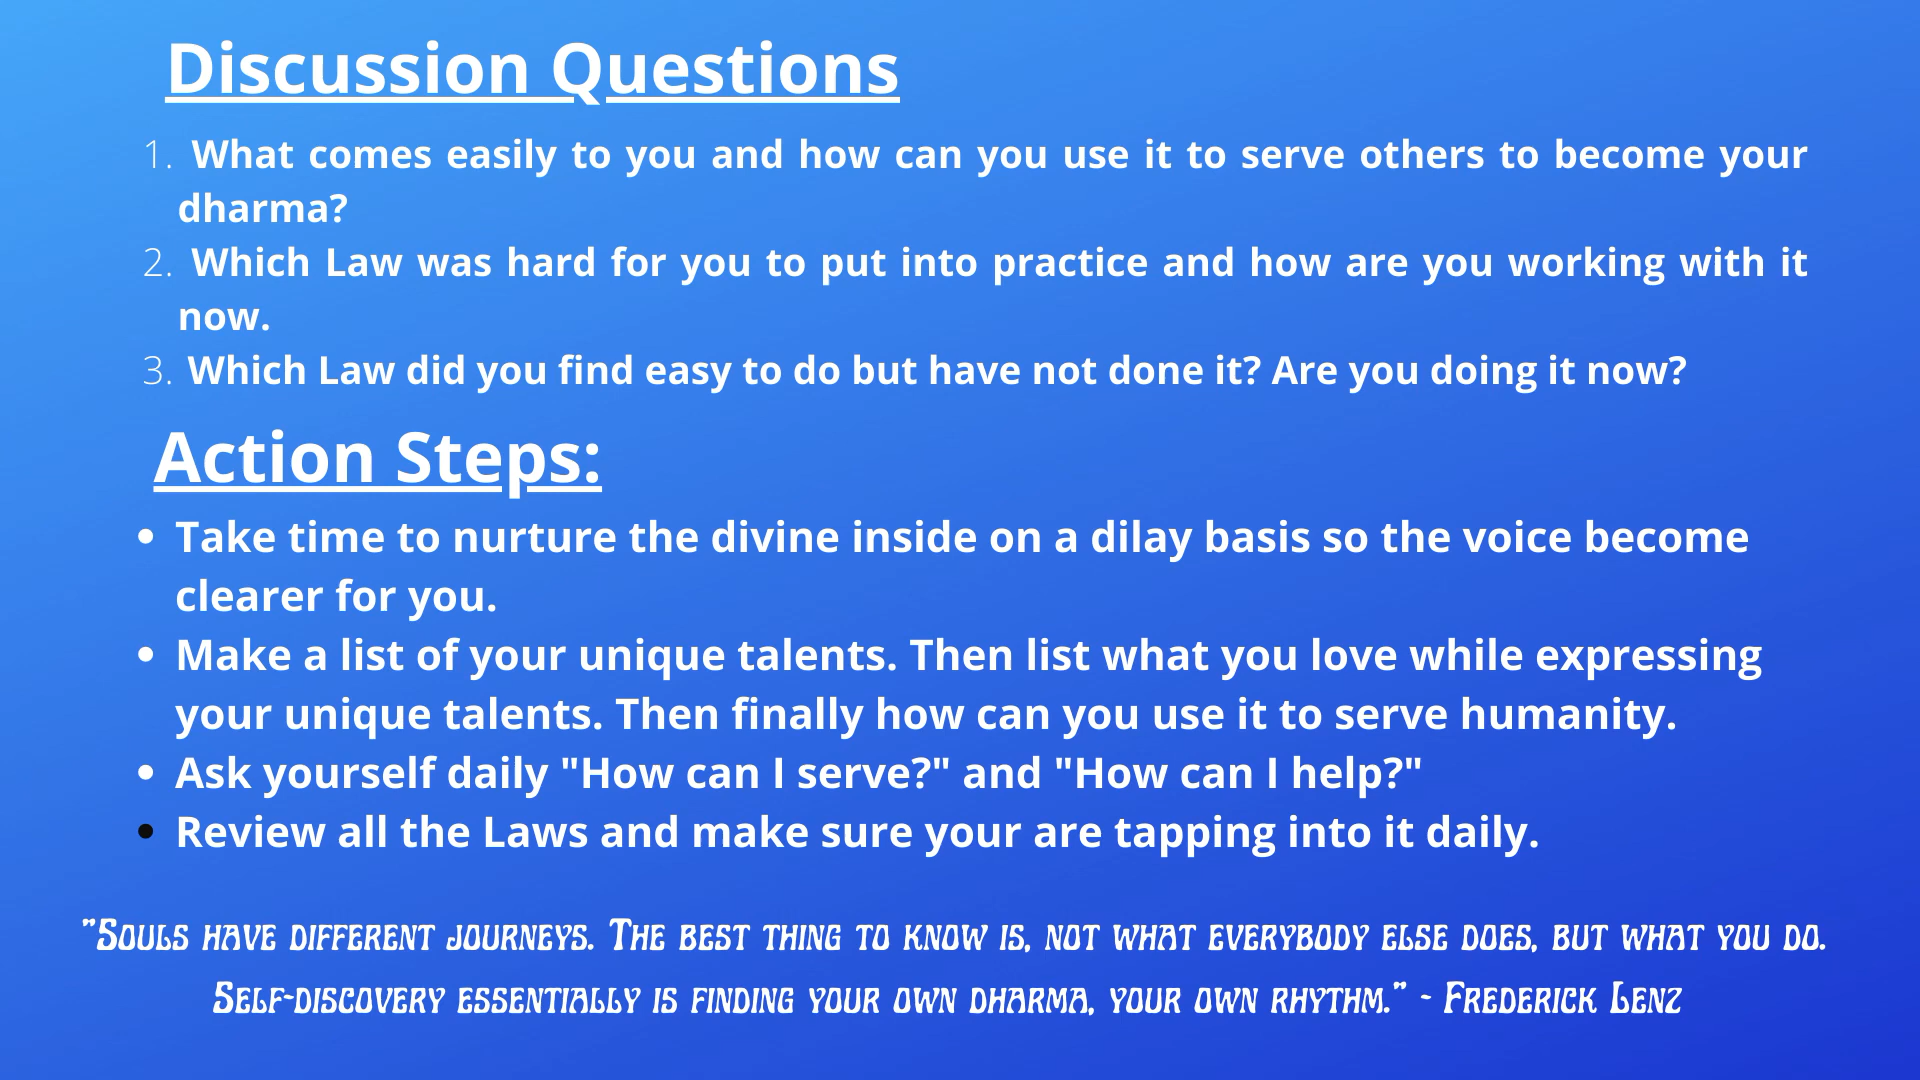 Discussion Questions
1. What comes easily to you and how can you use it to serve others to become your
dharma?
2. Which Law was hard for you to put into practice and how are you working with it
now.
3. Which Law did you find easy to do but have not done it? Are you doing it now?
Action Steps:
• Take time to nurture the divine inside on a dilay basis so the voice become
clearer for you.
• Make a list of your unique talents. Then list what you love while expressing
your unique talents. Then finally how can you use it to serve humanity.
• Ask yourself daily "How can I serve?" and "How can I help?"
• Review all the Laws and make sure your are tapping into it daily.
"Souls have different journeys. The best thing to know is, not what everybody else does, but what you do.
Self-discovery essentially is finding your own dharma, your own rhythm." - Frederick Lenz